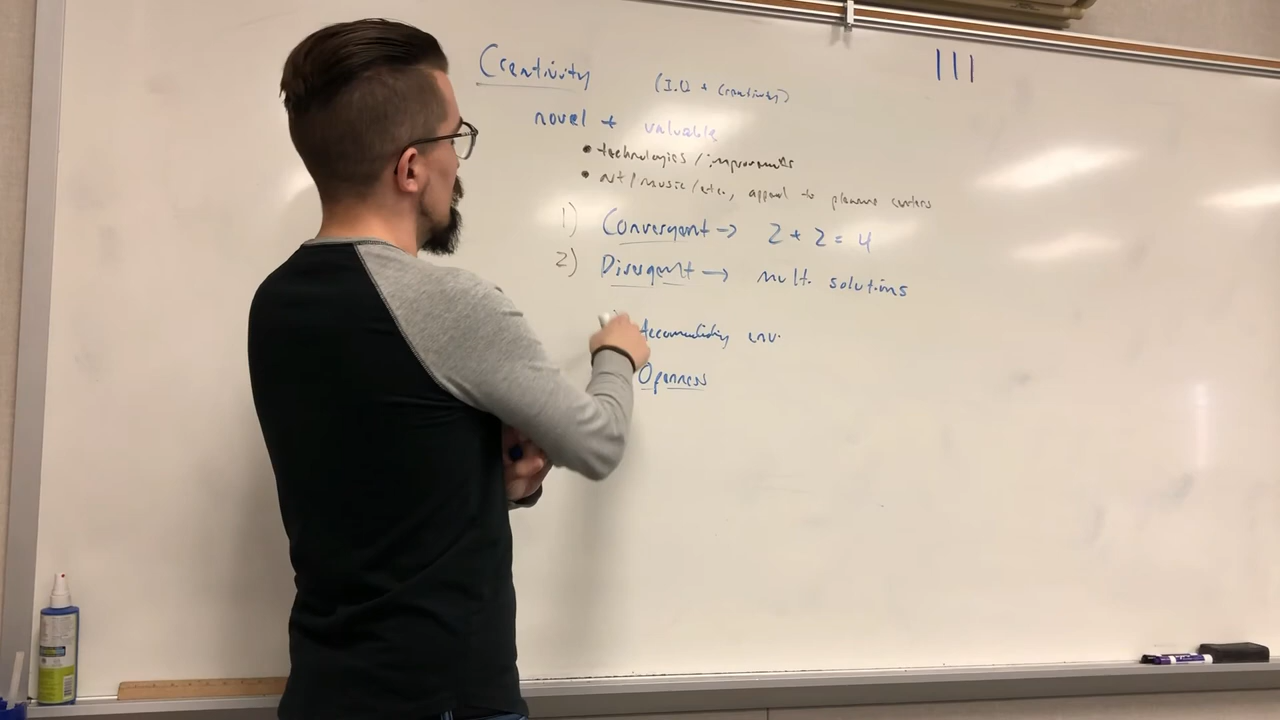 Creativity
(I.Q + Creativity)
novel + valuable
• technologies / improvements
• art / music / etc., appeal to pleasure centers
1) Convergent → 2 + 2 = 4
2) Divergent → mult. solutions
env.
Openness
|||